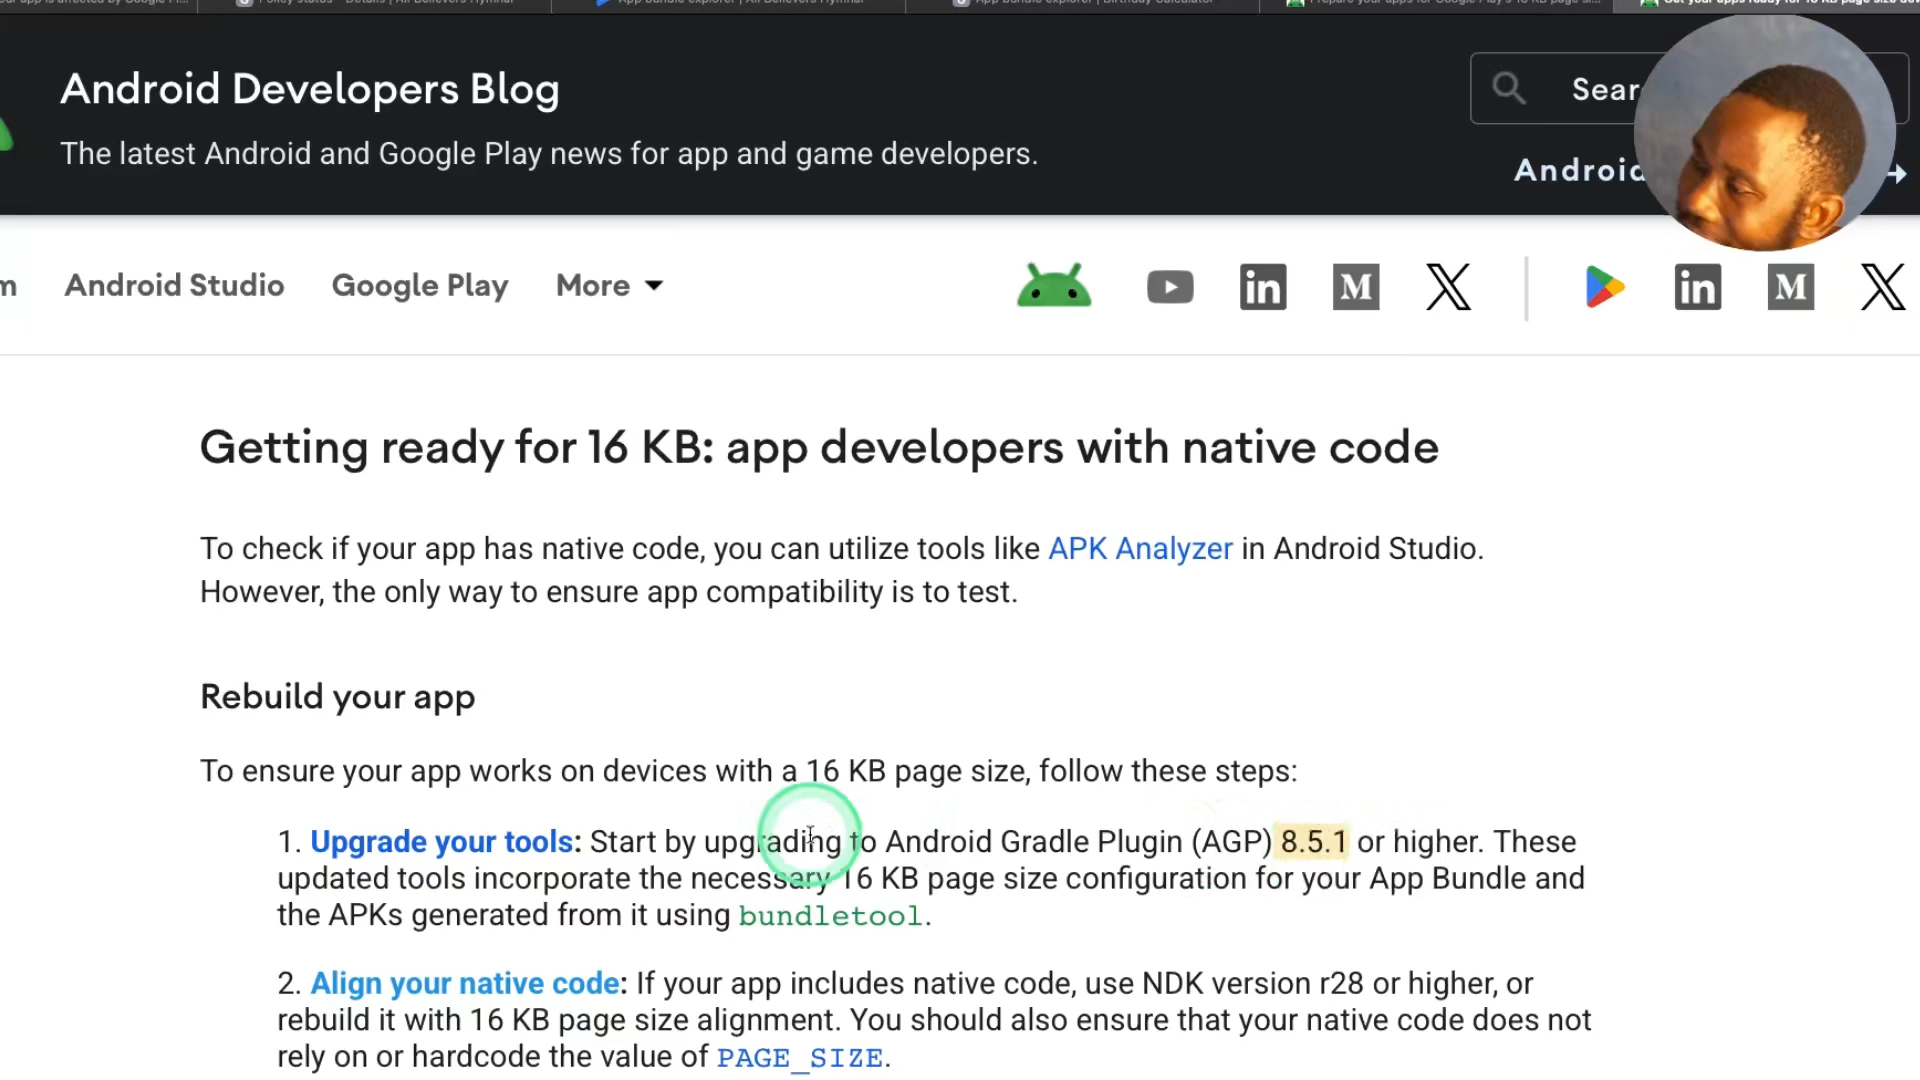 Android Developers Blog
Sear
The latest Android and Google Play news for app and game developers.
Android
m Android Studio Google Play More
Getting ready for 16 KB: app developers with native code
To check if your app has native code, you can utilize tools like APK Analyzer in Android Studio.
However, the only way to ensure app compatibility is to test.
Rebuild your app
To ensure your app works on devices with a 16 KB page size, follow these steps:
1. Upgrade your tools: Start by upgrading to Android Gradle Plugin (AGP) 8.5.1 or higher. These
updated tools incorporate the necessary 16 KB page size configuration for your App Bundle and
the APKs generated from it using bundletool.
2. Align your native code: If your app includes native code, use NDK version r28 or higher, or
rebuild it with 16 KB page size alignment. You should also ensure that your native code does not
rely on or hardcode the value of PAGE_SIZE.